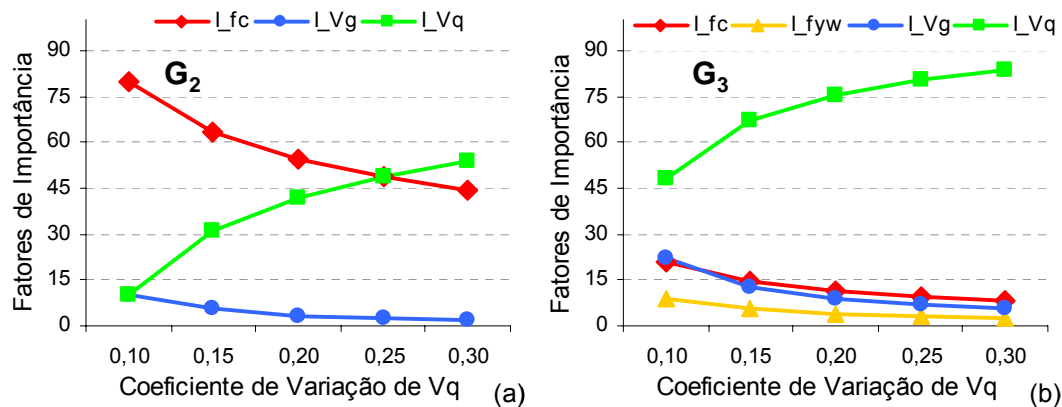 I_fc I_Vg I_Vq
90
75
60
45
30
15
0
Fatores de Importância
G2
0,10 0,15 0,20 0,25 0,30
Coeficiente de Variação de Vq
(a)
I_fc I_fyw I_Vg I_Vq
90
75
60
45
30
15
0
Fatores de Importância
G3
0,10 0,15 0,20 0,25 0,30
Coeficiente de Variação de Vq
(b)